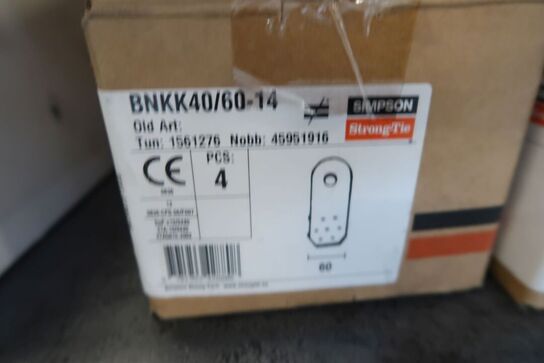 BNKK40/60-14
SIMPSON
Strong-Tie
Old Art:
Tun: 1561276 Nobb: 45951916
CE
PCS:
4
60